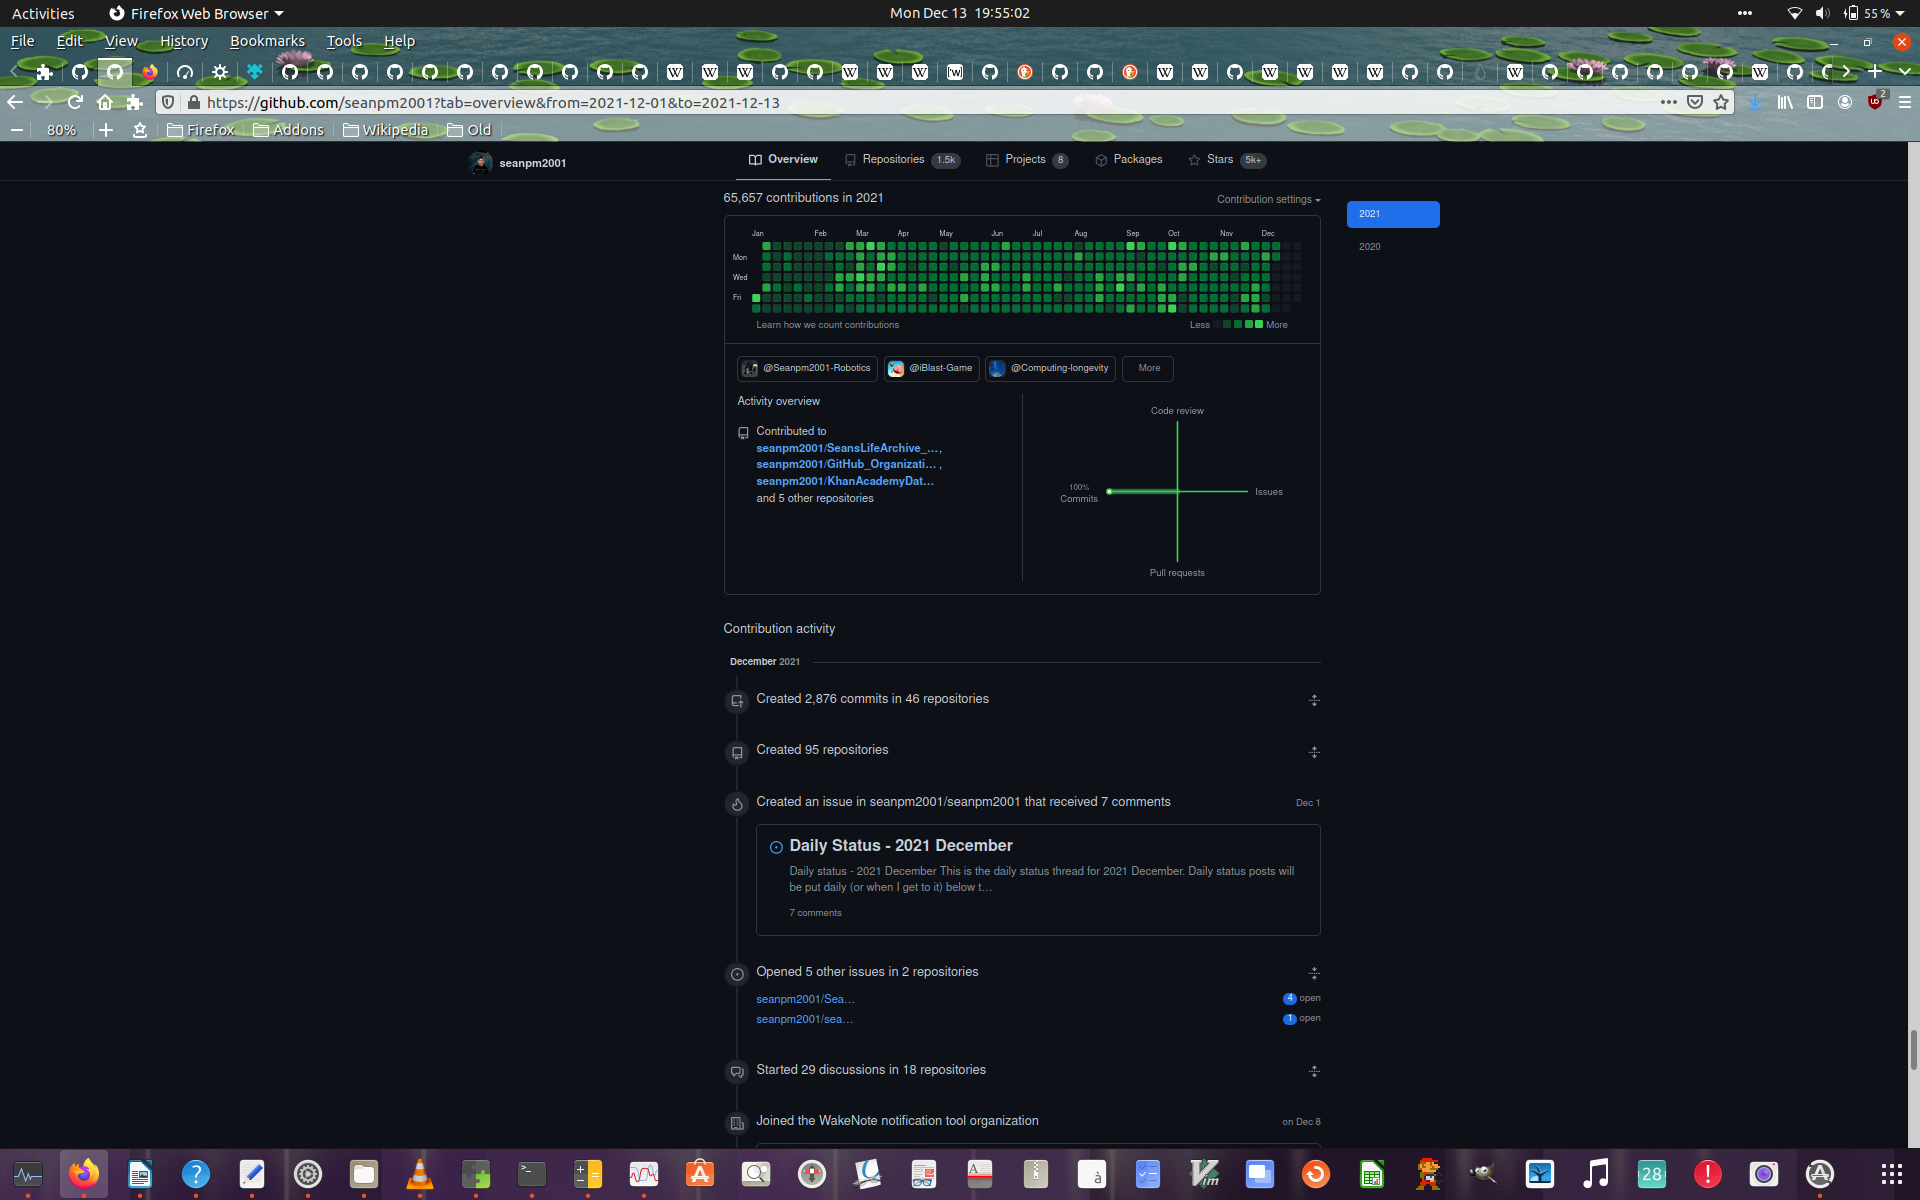 Activities
Firefox Web Browser
Mon Dec 13 19:55:02
55 %
File Edit View History Bookmarks Tools Help
https://github.com/seanpm2001?tab=overview&from=2021-12-01&to=2021-12-13
2
80%
Firefox
Addons
Wikipedia
Old
seanpm2001
Overview
Repositories 1.5k
Projects 8
Packages
Stars 5k+
65,657 contributions in 2021
Contribution settings
2021
2020
Jan Feb Mar Apr May Jun Jul Aug Sep Oct Nov Dec
Mon
Wed
Fri
Learn how we count contributions
Less
More
@Seanpm2001-Robotics
@iBlast-Game
@Computing-longevity
More
Activity overview
Contributed to
seanpm2001/SeansLifeArchive_…,
seanpm2001/GitHub_Organizati… ,
seanpm2001/KhanAcademyDat…
and 5 other repositories
Code review
100%
Commits
Issues
Pull requests
Contribution activity
December 2021
Created 2,876 commits in 46 repositories
Created 95 repositories
Created an issue in seanpm2001/seanpm2001 that received 7 comments
Dec 1
Daily Status - 2021 December
Daily status - 2021 December This is the daily status thread for 2021 December. Daily status posts will
be put daily (or when I get to it) below t…
7 comments
Opened 5 other issues in 2 repositories
seanpm2001/Sea…
4 open
seanpm2001/sea…
1 open
Started 29 discussions in 18 repositories
Joined the WakeNote notification tool organization
on Dec 8
28